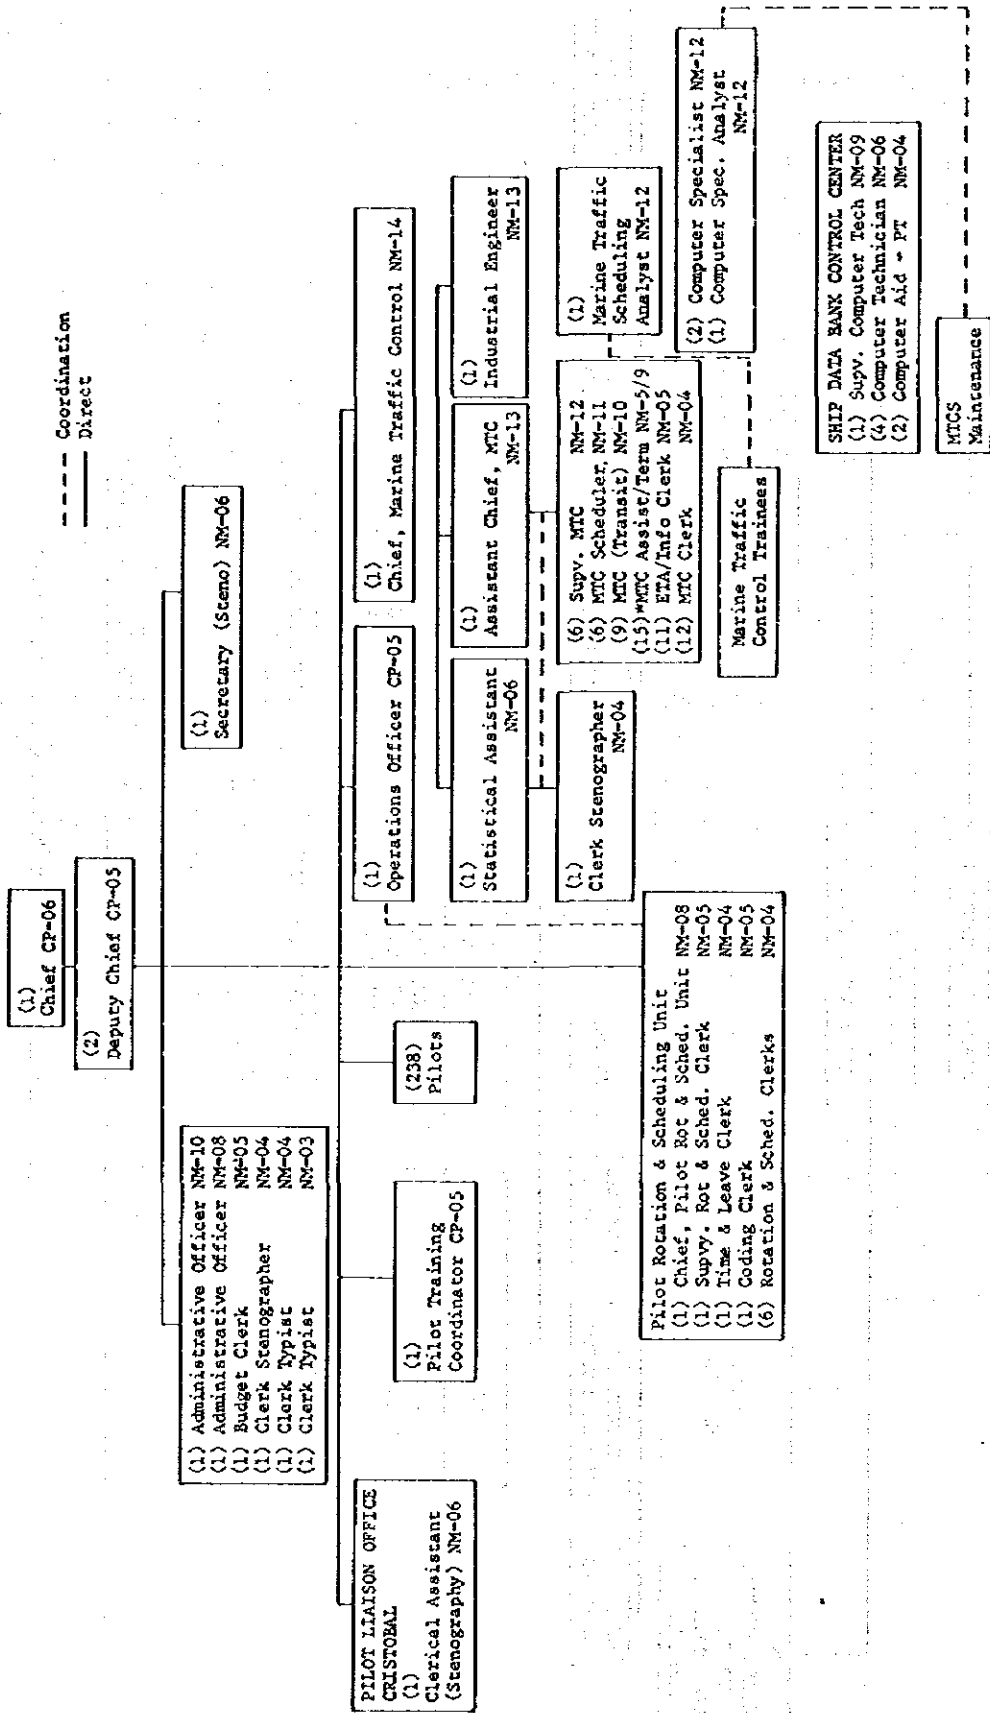 (1)
Chief CP-06
(2)
Deputy Chief CP-05
--- Coordination
Direct
(1) Administrative Officer NM-10
(1) Administrative Officer NM-08
(1) Budget Clerk NM-05
(1) Clerk Stenographer NM-04
(1) Clerk Typist NM-04
(1) Clerk Typist NM-03
(1)
Secretary (Steno) NM-06
PILOT LIAISON OFFICE
CRISTOBAL
(1)
Clerical Assistant
(Stenography) NM-06
(1)
Pilot Training
Coordinator CP-05
(238)
Pilots
(1)
Operations Officer CP-05
(1)
Chief, Marine Traffic Control NM-14
(1)
Statistical Assistant
NM-06
(1)
Assistant Chief, MTC
NM-13
(1)
Industrial Engineer
NM-13
(1)
Clerk Stenographer
NM-04
(6) Supv. MTC NM-12
(6) MTC Scheduler, NM-11
(9) MTC (Transit) NM-10
(15)*MTC Assist/Term NM-5/9
(11) ETA/Info Clerk NM-05
(12) MTC Clerk NM-04
(1)
Marine Traffic
Scheduling
Analyst NM-12
Pilot Rotation & Scheduling Unit
(1) Chief, Pilot Rot & Sched. Unit NM-08
(1) Supvy. Rot & Sched. Clerk NM-05
(1) Time & Leave Clerk NM-04
(1) Coding Clerk NM-05
(6) Rotation & Sched. Clerks NM-04
Marine Traffic
Control Trainees
(2) Computer Specialist NM-12
(1) Computer Spec. Analyst
NM-12
SHIP DATA BANK CONTROL CENTER
(1) Supv. Computer Tech NM-09
(4) Computer Technician NM-06
(2) Computer Aid - PT NM-04
MTCS
Maintenance